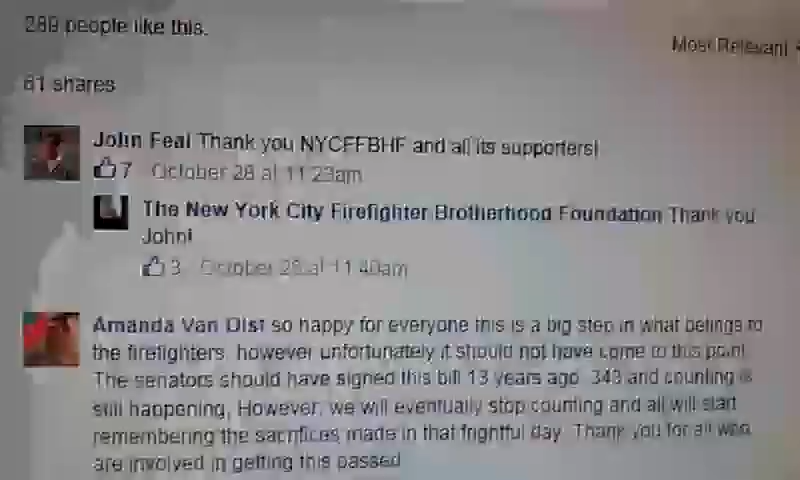 289 people like this.
Most Relevant
81 shares
John Feal Thank you NYCFFBHF and all its supporters!
7 October 28 at 11:23am
The New York City Firefighter Brotherhood Foundation Thank you
John!
3 October 28 at 11:40am
Amanda Van Dist so happy for everyone this is a big step in what belings to
the firefighters, however unfortunately it should not have come to this point.
The senators should have signed this bill 13 years ago. 343 and counting is
still happening, However, we will eventually stop counting and all will start
remembering the sacrifices made in that frightful day. Thank you for all who
are involved in getting this passed